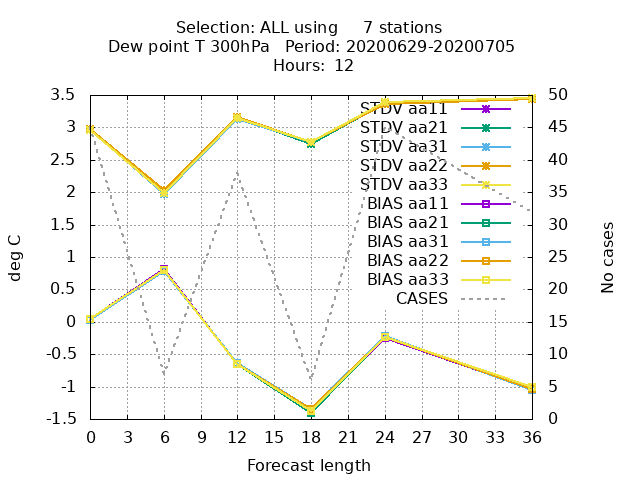 Selection: ALL using     7 stations
Dew point T 300hPa   Period: 20200629-20200705
Hours: 12
3.5
3
2.5
2
1.5
1
0.5
0
-0.5
-1
-1.5
deg C
50
45
40
35
30
25
20
15
10
5
0
No cases
STDV aa11
STDV aa21
STDV aa31
STDV aa22
STDV aa33
BIAS aa11
BIAS aa21
BIAS aa31
BIAS aa22
BIAS aa33
CASES
0 3 6 9 12 15 18 21 24 27 30 33 36
Forecast length